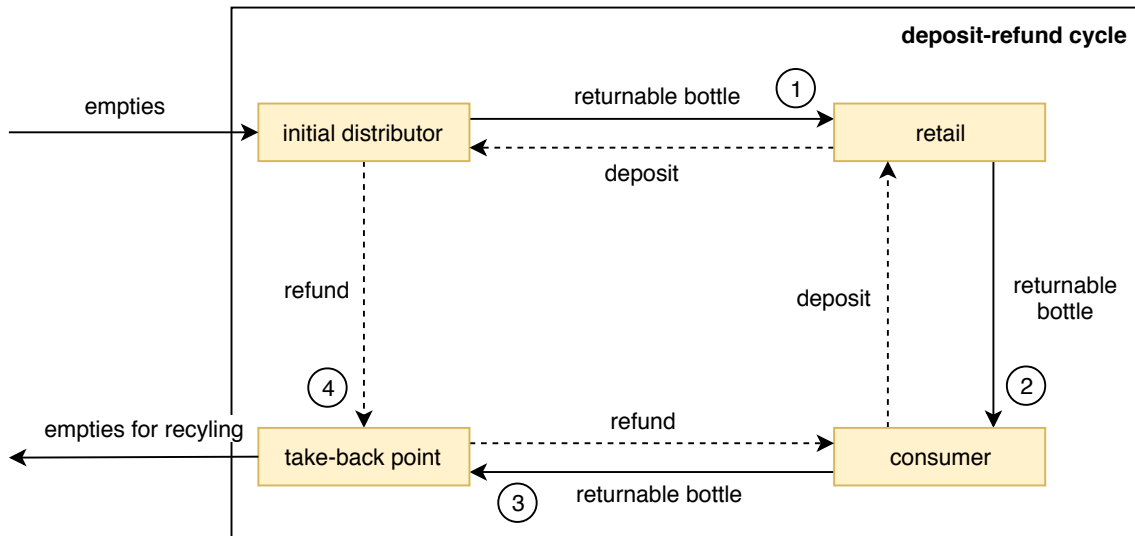 deposit-refund cycle
empties
returnable bottle
1
initial distributor
retail
deposit
refund
deposit
returnable
bottle
4
2
empties for recyling
refund
take-back point
consumer
3
returnable bottle